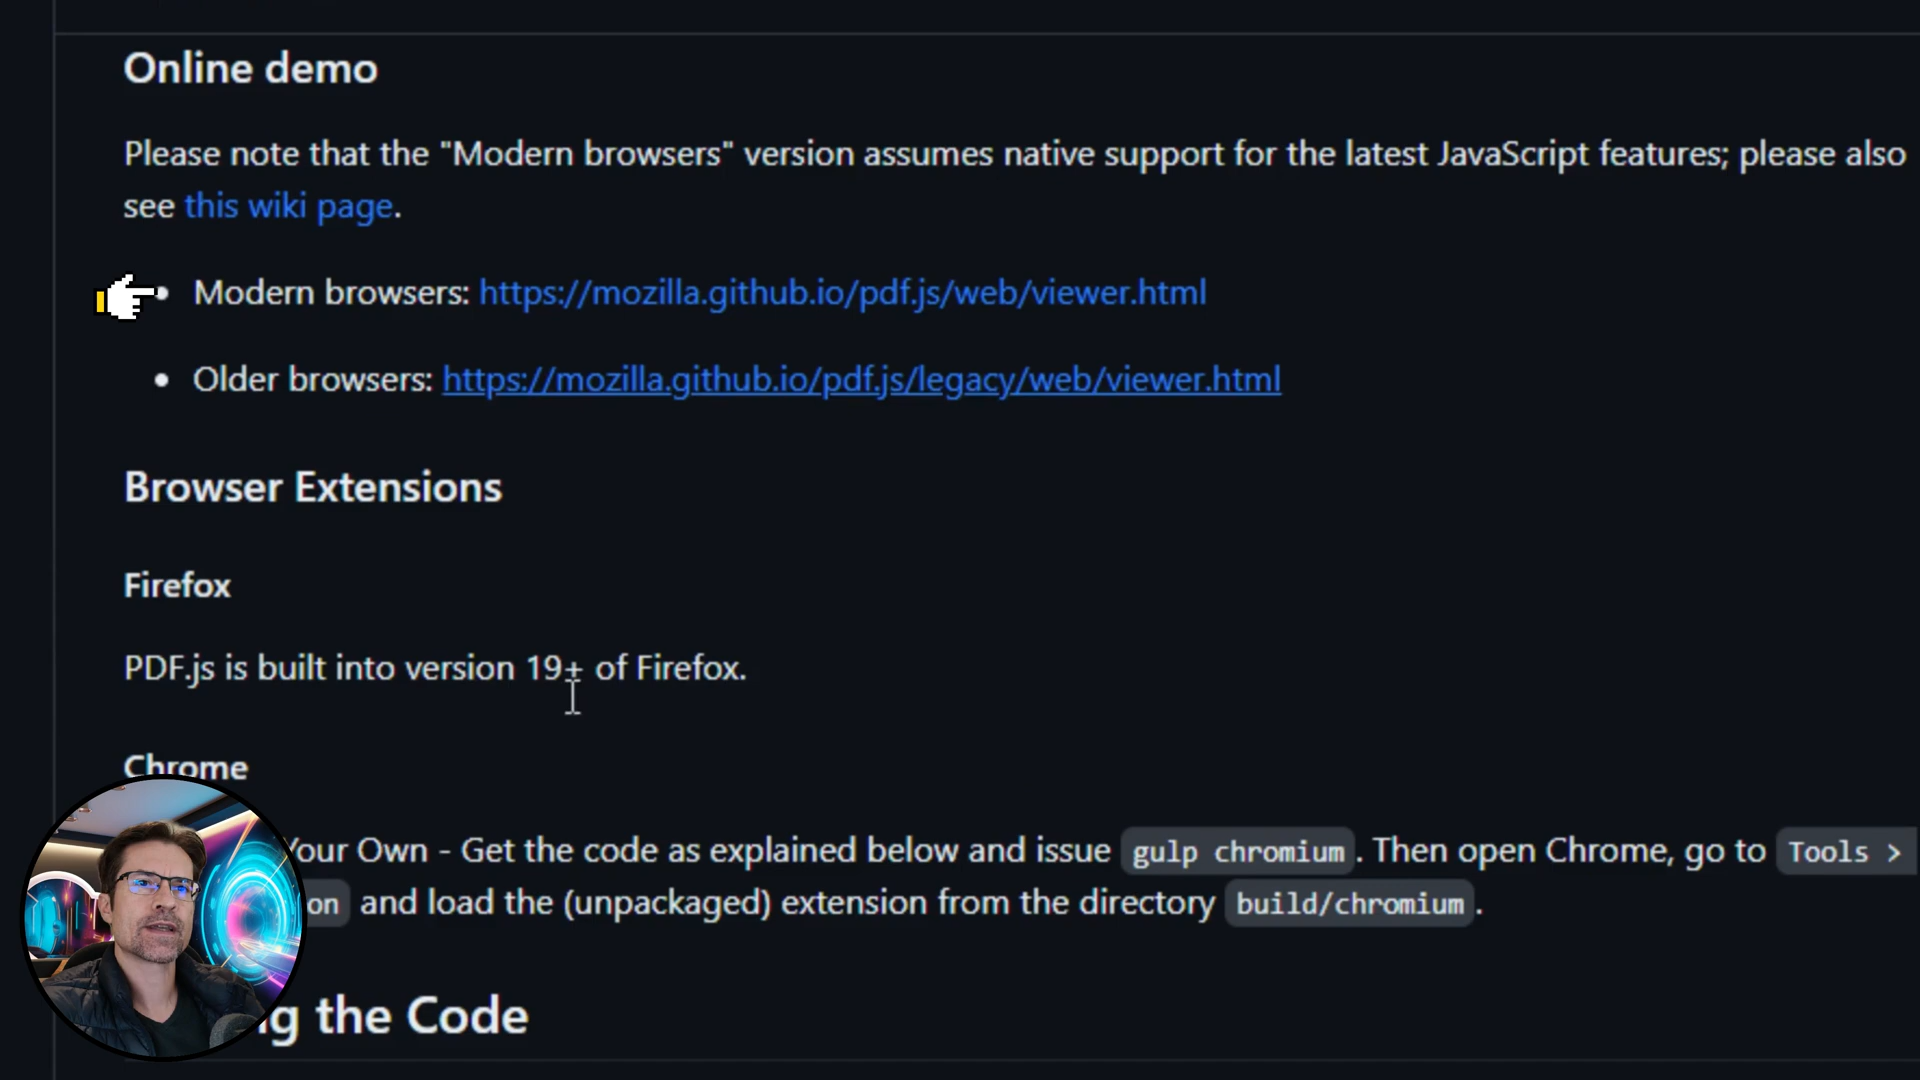 Online demo
Please note that the "Modern browsers" version assumes native support for the latest JavaScript features; please also
see this wiki page.
Modern browsers: https://mozilla.github.io/pdf.js/web/viewer.html
Older browsers: https://mozilla.github.io/pdf.js/legacy/web/viewer.html
Browser Extensions
Firefox
PDF.js is built into version 19+ of Firefox.
Chrome
Your Own - Get the code as explained below and issue gulp chromium. Then open Chrome, go to Tools >
on and load the (unpackaged) extension from the directory build/chromium.
g the Code